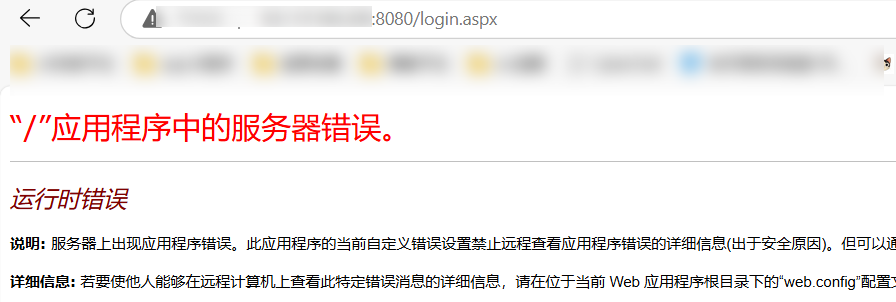 :8080/login.aspx
“/”应用程序中的服务器错误。
运行时错误
说明: 服务器上出现应用程序错误。此应用程序的当前自定义错误设置禁止远程查看应用程序错误的详细信息(出于安全原因)。但可以通
详细信息: 若要使他人能够在远程计算机上查看此特定错误消息的详细信息，请在位于当前 Web 应用程序根目录下的“web.config”配置文